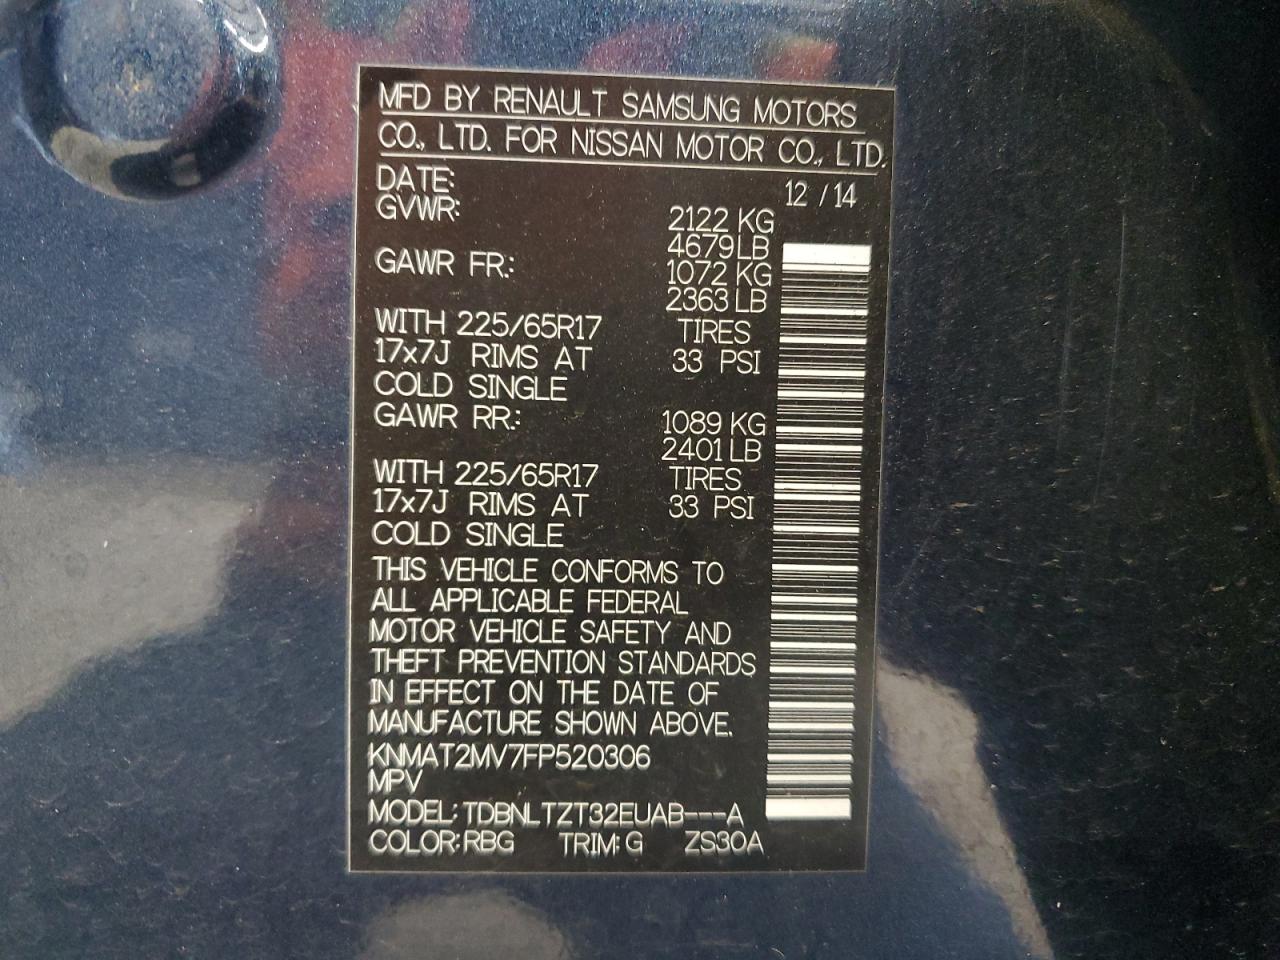 MFD BY RENAULT SAMSUNG MOTORS
CO., LTD. FOR NISSAN MOTOR CO., LTD.
DATE: 12 / 14
GVWR: 2122 KG
4679 LB
GAWR FR.: 1072 KG
2363 LB
WITH 225/65R17 TIRES
17x7J RIMS AT 33 PSI
COLD SINGLE
GAWR RR.: 1089 KG
2401 LB
WITH 225/65R17 TIRES
17x7J RIMS AT 33 PSI
COLD SINGLE
THIS VEHICLE CONFORMS TO
ALL APPLICABLE FEDERAL
MOTOR VEHICLE SAFETY AND
THEFT PREVENTION STANDARDS
IN EFFECT ON THE DATE OF
MANUFACTURE SHOWN ABOVE.
KNMAT2MV7FP520306
MPV
MODEL: TDBNLTZT32EUAB---A
COLOR: RBG TRIM: G ZS30A